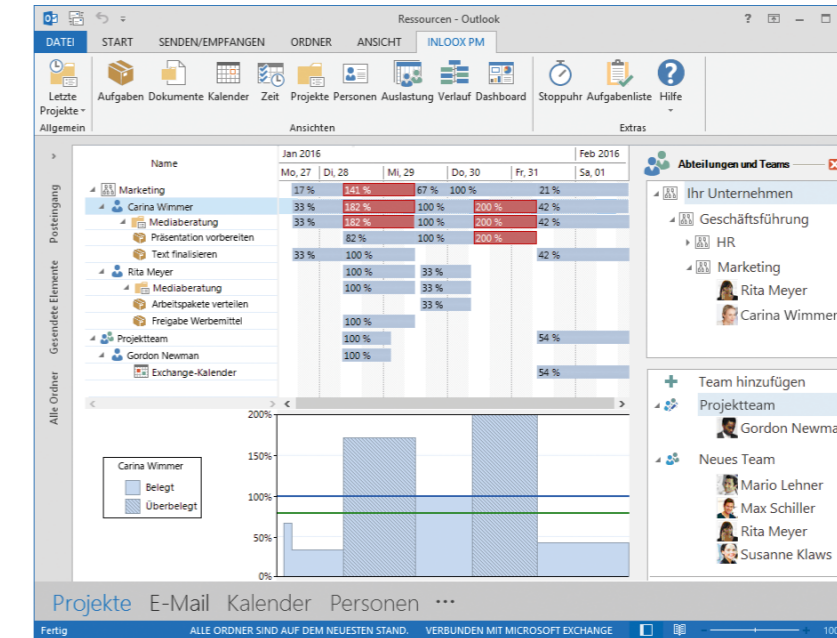 Ressourcen - Outlook
DATEI START SENDEN/EMPFANGEN ORDNER ANSICHT INLOOX PM
Letzte Projekte Aufgaben Dokumente Kalender Zeit Projekte Personen Auslastung Verlauf Dashboard Stoppuhr Aufgabenliste Hilfe
Allgemein Ansichten Extras
Posteingang
Gesendete Elemente
Alle Ordner
Name
Jan 2016 Feb 2016
Mo, 27 Di, 28 Mi, 29 Do, 30 Fr, 31 Sa, 01
Marketing 17 % 141 % 67 % 100 % 21 %
Carina Wimmer 33 % 182 % 100 % 200 % 42 %
Mediaberatung 33 % 182 % 100 % 200 % 42 %
Präsentation vorbereiten 82 % 100 % 200 %
Text finalisieren 33 % 100 % 42 %
Rita Meyer 100 % 33 %
Mediaberatung 100 % 33 %
Arbeitspakete verteilen 33 %
Freigabe Werbemittel 100 %
Projektteam 100 % 54 %
Gordon Newman 100 %
Exchange-Kalender 54 %
200%
150%
100%
50%
0%
Carina Wimmer
Belegt
Überbelegt
Abteilungen und Teams
Ihr Unternehmen
Geschäftsführung
HR
Marketing
Rita Meyer
Carina Wimmer
Team hinzufügen
Projektteam
Gordon Newma
Neues Team
Mario Lehner
Max Schiller
Rita Meyer
Susanne Klaws
Projekte E-Mail Kalender Personen ···
Fertig ALLE ORDNER SIND AUF DEM NEUESTEN STAND. VERBUNDEN MIT MICROSOFT EXCHANGE 100